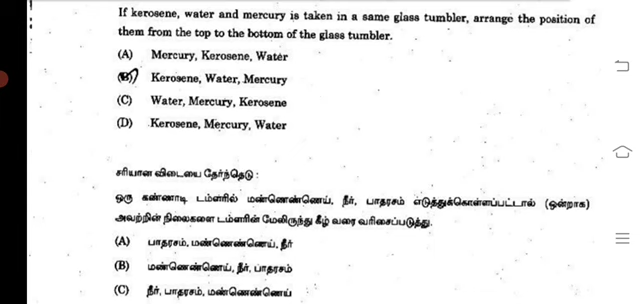 If kerosene, water and mercury is taken in a same glass tumbler, arrange the position of
them from the top to the bottom of the glass tumbler.
(A) Mercury, Kerosene, Water
(B) Kerosene, Water, Mercury
(C) Water, Mercury, Kerosene
(D) Kerosene, Mercury, Water
சரியான விடையை தேர்ந்தெடு :
ஒரு கண்ணாடி டம்ளரில் மண்ணெண்ணெய், நீர், பாதரசம் எடுத்துக்கொள்ளப்பட்டால் (ஒன்றாக)
அவற்றின் நிலைகளை டம்ளரின் மேலிருந்து கீழ் வரை வரிசைப்படுத்து.
(A) பாதரசம், மண்ணெண்ணெய், நீர்
(B) மண்ணெண்ணெய், நீர், பாதரசம்
(C) நீர், பாதரசம், மண்ணெண்ணெய்